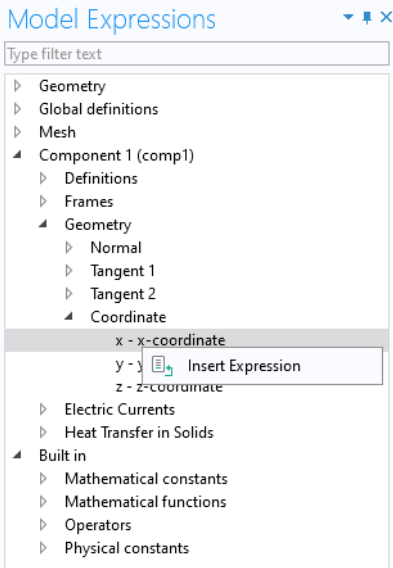 Model Expressions
Type filter text
Geometry
Global definitions
Mesh
Component 1 (comp1)
Definitions
Frames
Geometry
Normal
Tangent 1
Tangent 2
Coordinate
x - x-coordinate
y - y
Insert Expression
z - z-coordinate
Electric Currents
Heat Transfer in Solids
Built in
Mathematical constants
Mathematical functions
Operators
Physical constants